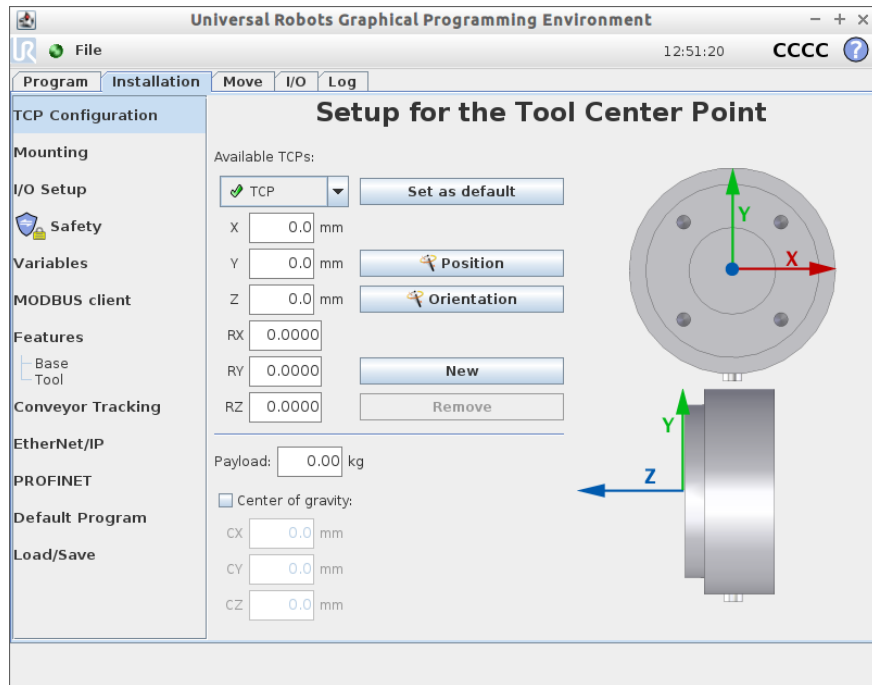 Universal Robots Graphical Programming Environment
UR File 12:51:20 CCCC ?
Program Installation Move I/O Log
TCP Configuration
Mounting
I/O Setup
Safety
Variables
MODBUS client
Features
Base
Tool
Conveyor Tracking
EtherNet/IP
PROFINET
Default Program
Load/Save
Setup for the Tool Center Point
Available TCPs:
TCP Set as default
X 0.0 mm
Y 0.0 mm Position
Z 0.0 mm Orientation
RX 0.0000
RY 0.0000 New
RZ 0.0000 Remove
Payload: 0.00 kg
Center of gravity:
CX 0.0 mm
CY 0.0 mm
CZ 0.0 mm
Y
X
Y
Z